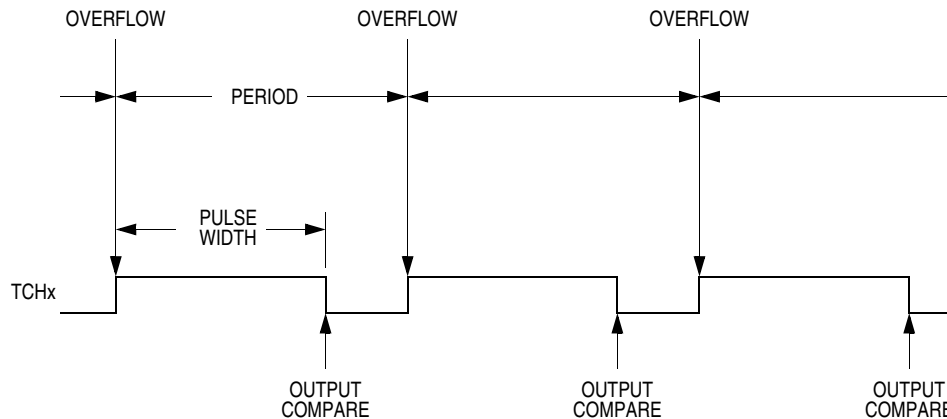 OVERFLOW OVERFLOW OVERFLOW
PERIOD
PULSE
WIDTH
TCHx
OUTPUT
COMPARE
OUTPUT
COMPARE
OUTPUT
COMPARE